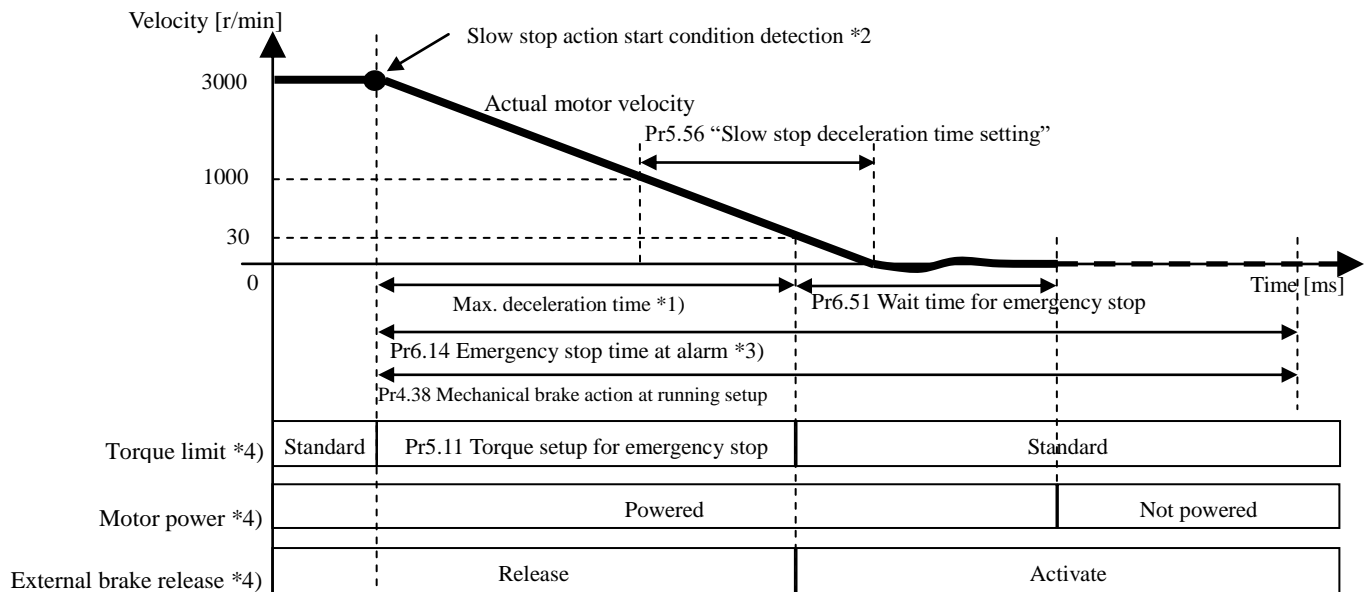 Velocity [r/min]
Slow stop action start condition detection *2
3000
Actual motor velocity
Pr5.56 “Slow stop deceleration time setting”
1000
30
0
Time [ms]
Max. deceleration time *1)
Pr6.51 Wait time for emergency stop
Pr6.14 Emergency stop time at alarm *3)
Pr4.38 Mechanical brake action at running setup
Torque limit *4)
Standard
Pr5.11 Torque setup for emergency stop
Standard
Motor power *4)
Powered
Not powered
External brake release *4)
Release
Activate